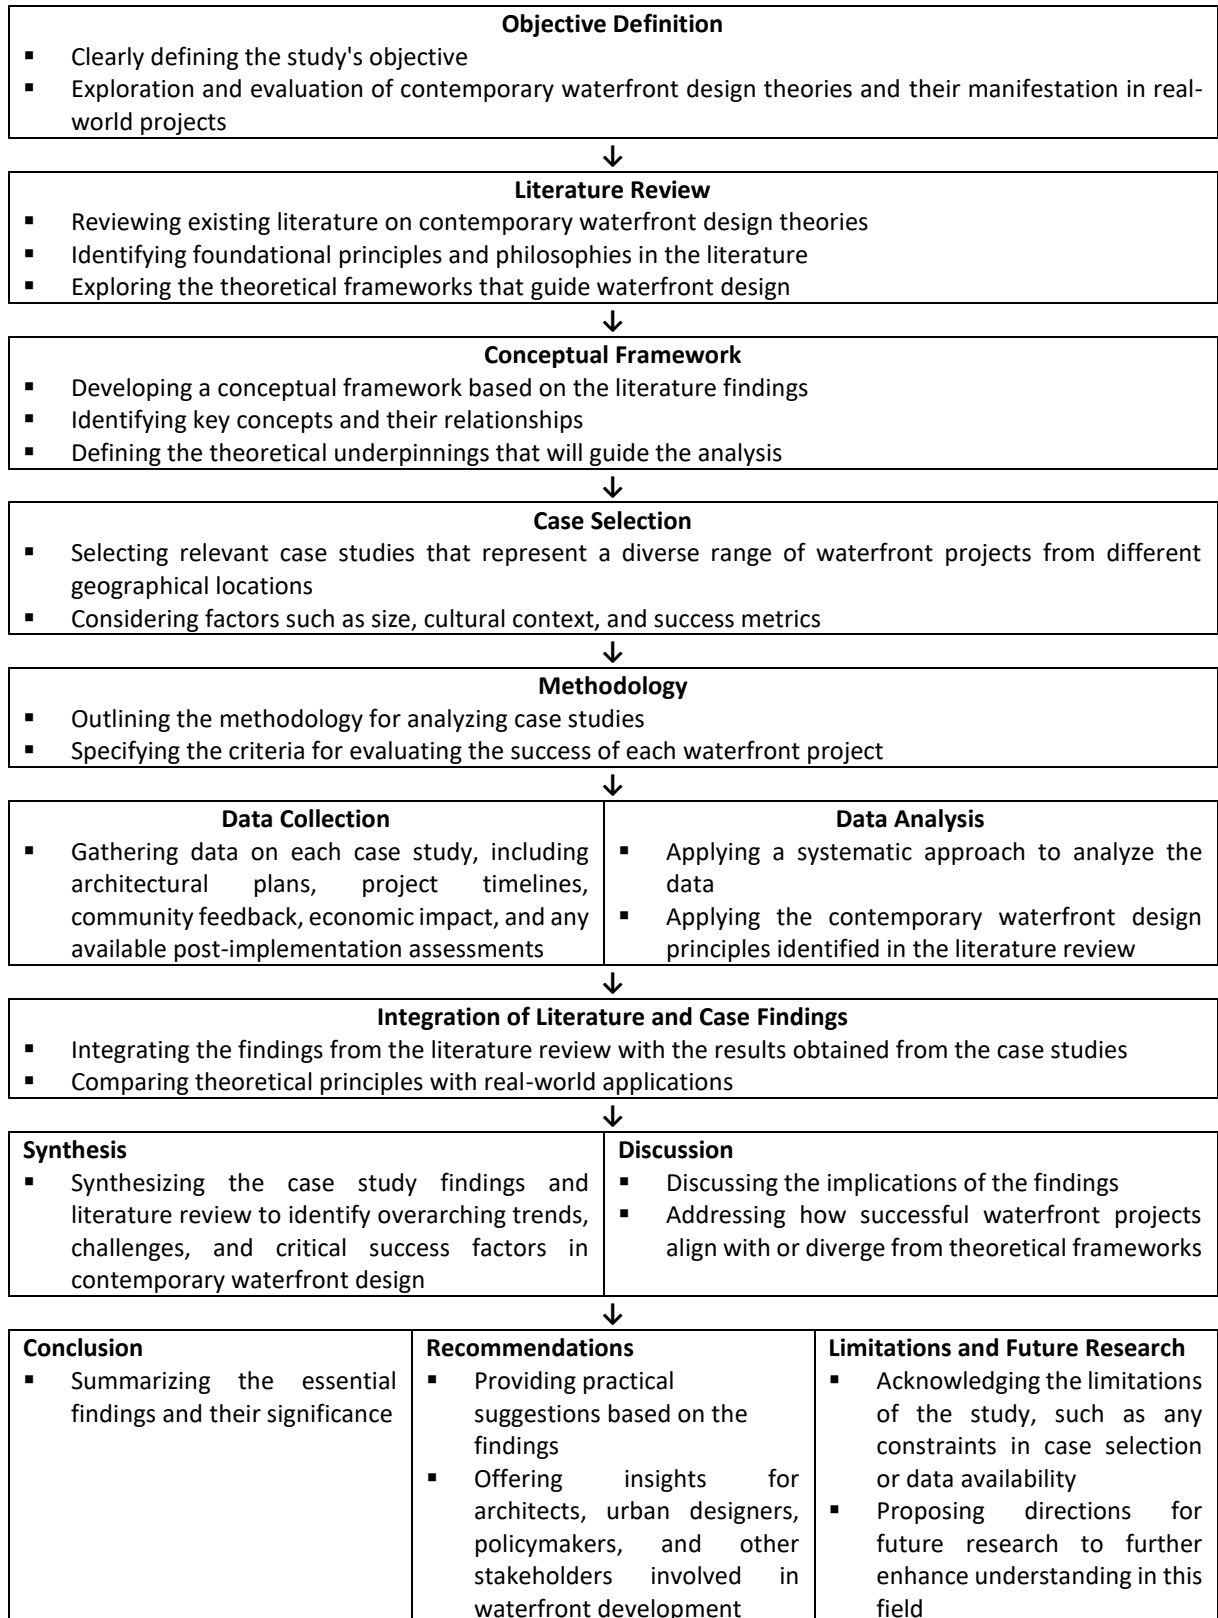 Objective Definition
▪ Clearly defining the study's objective
▪ Exploration and evaluation of contemporary waterfront design theories and their manifestation in real-
world projects
↓
Literature Review
▪ Reviewing existing literature on contemporary waterfront design theories
▪ Identifying foundational principles and philosophies in the literature
▪ Exploring the theoretical frameworks that guide waterfront design
↓
Conceptual Framework
▪ Developing a conceptual framework based on the literature findings
▪ Identifying key concepts and their relationships
▪ Defining the theoretical underpinnings that will guide the analysis
↓
Case Selection
▪ Selecting relevant case studies that represent a diverse range of waterfront projects from different
geographical locations
▪ Considering factors such as size, cultural context, and success metrics
↓
Methodology
▪ Outlining the methodology for analyzing case studies
▪ Specifying the criteria for evaluating the success of each waterfront project
↓
Data Collection
▪ Gathering data on each case study, including
architectural plans, project timelines,
community feedback, economic impact, and any
available post-implementation assessments
Data Analysis
▪ Applying a systematic approach to analyze the
data
▪ Applying the contemporary waterfront design
principles identified in the literature review
↓
Integration of Literature and Case Findings
▪ Integrating the findings from the literature review with the results obtained from the case studies
▪ Comparing theoretical principles with real-world applications
↓
Synthesis
▪ Synthesizing the case study findings and
literature review to identify overarching trends,
challenges, and critical success factors in
contemporary waterfront design
Discussion
▪ Discussing the implications of the findings
▪ Addressing how successful waterfront projects
align with or diverge from theoretical frameworks
↓
Conclusion
▪ Summarizing the essential
findings and their significance
Recommendations
▪ Providing practical
suggestions based on the
findings
▪ Offering insights for
architects, urban designers,
policymakers, and other
stakeholders involved in
waterfront development
Limitations and Future Research
▪ Acknowledging the limitations
of the study, such as any
constraints in case selection
or data availability
▪ Proposing directions for
future research to further
enhance understanding in this
field